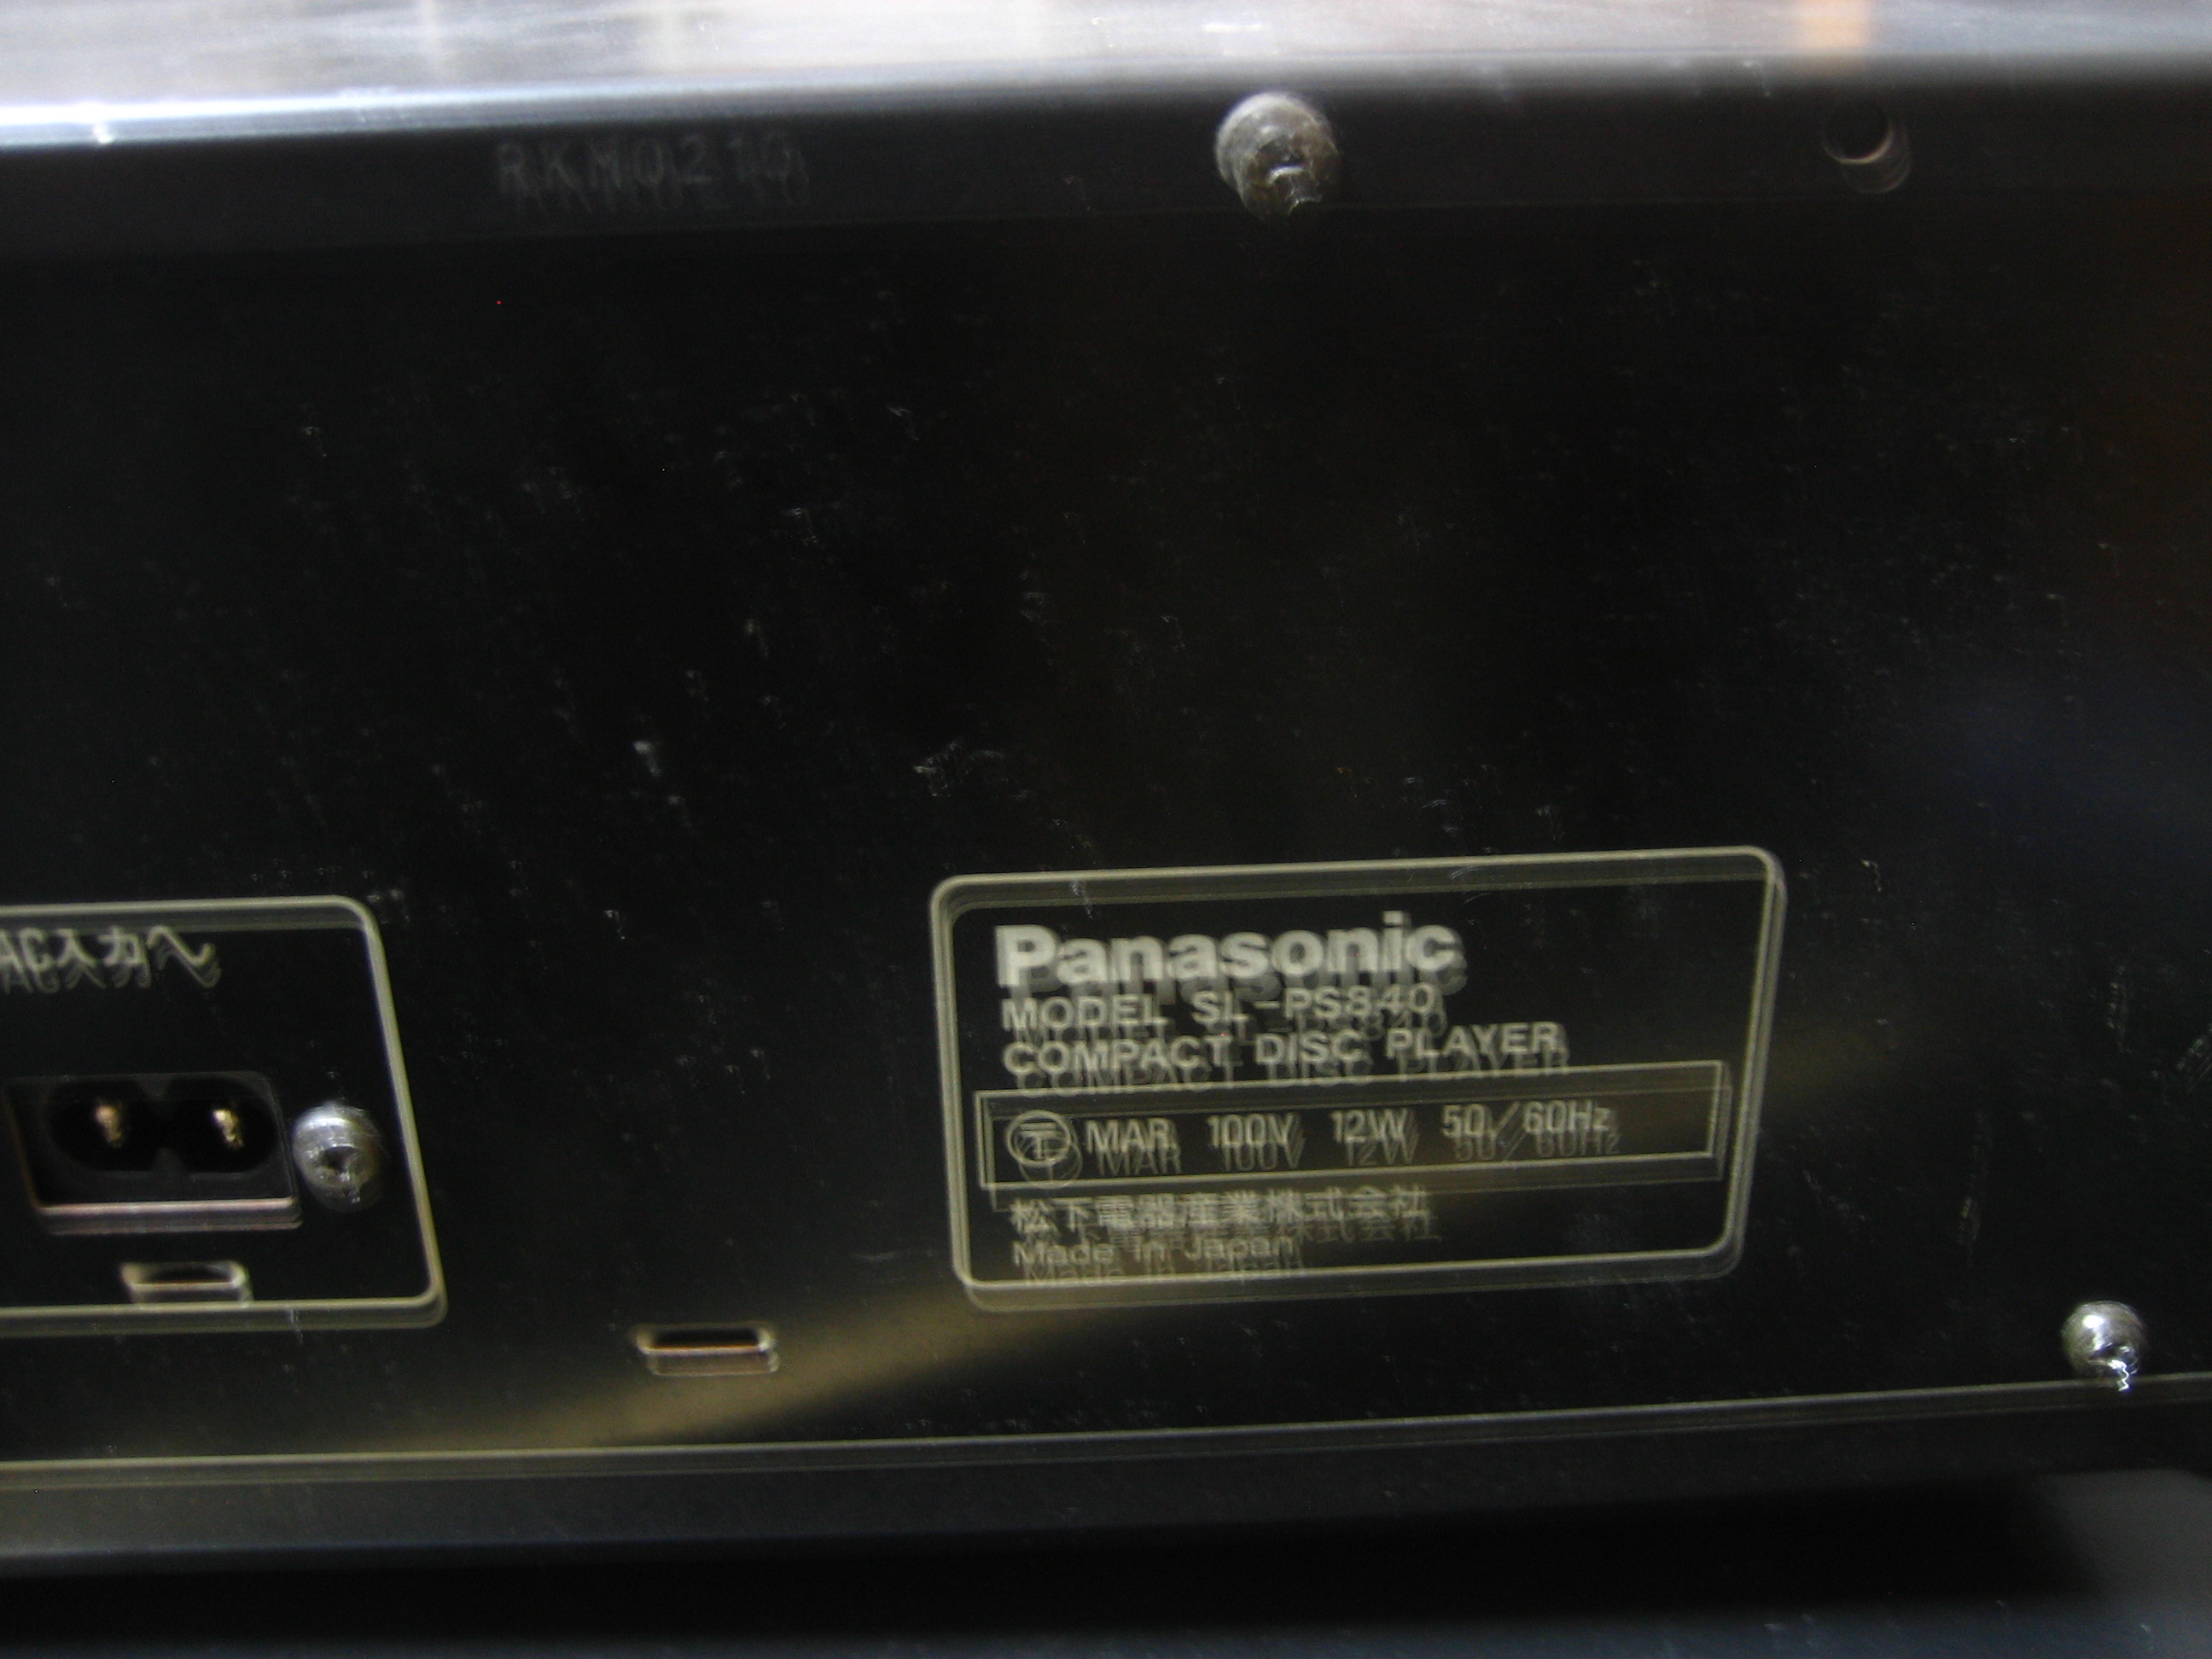 RKM0210
AC入力〜
Panasonic
MODEL SL-PS840
COMPACT DISC PLAYER
〒 MAR. 100V 12W 50/60Hz
松下電器産業株式会社
Made in Japan